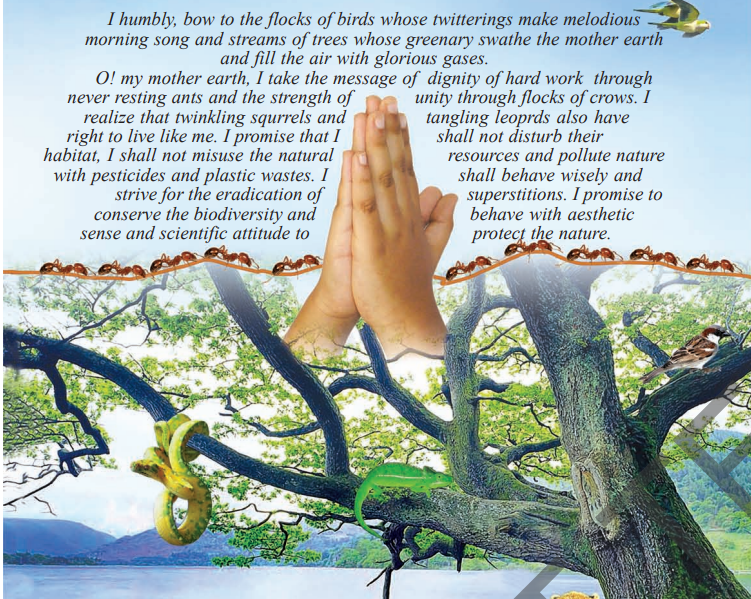 I humbly, bow to the flocks of birds whose twitterings make melodious
morning song and streams of trees whose greenary swathe the mother earth
and fill the air with glorious gases.
O! my mother earth, I take the message of dignity of hard work through
never resting ants and the strength of unity through flocks of crows. I
realize that twinkling squrrels and tangling leoprds also have
right to live like me. I promise that I shall not disturb their
habitat, I shall not misuse the natural resources and pollute nature
with pesticides and plastic wastes. I shall behave wisely and
strive for the eradication of superstitions. I promise to
conserve the biodiversity and behave with aesthetic
sense and scientific attitude to protect the nature.